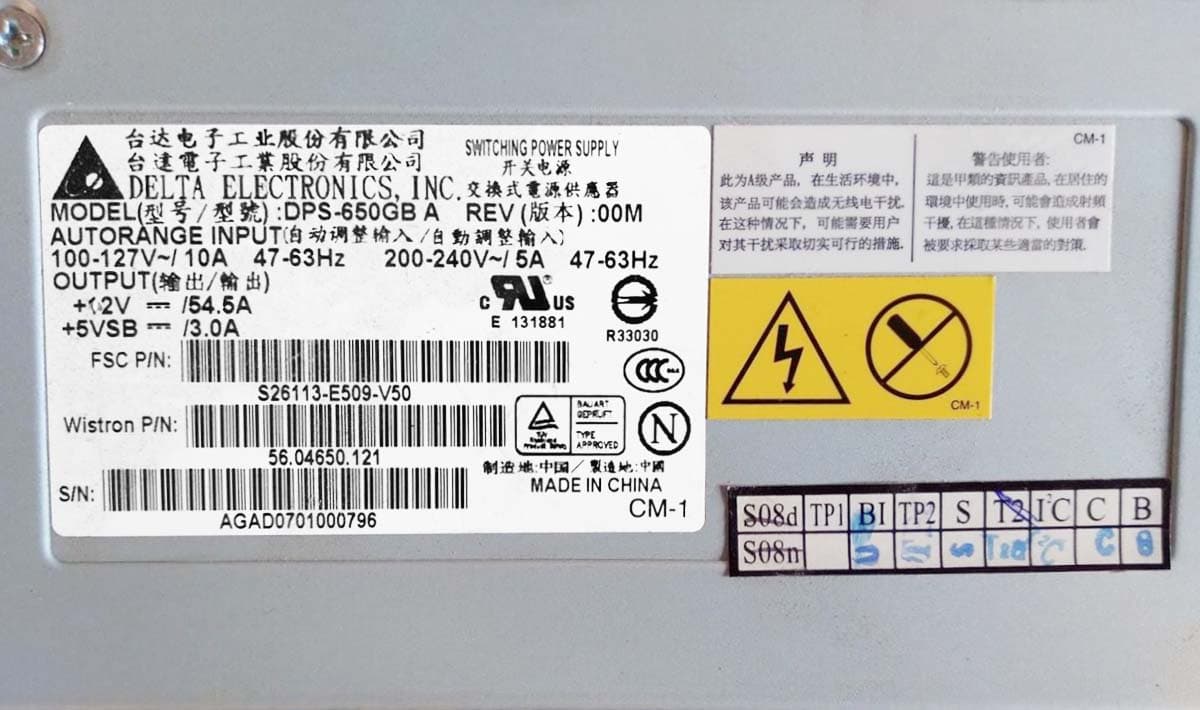 台达电子工业股份有限公司
台達電子工業股份有限公司
DELTA ELECTRONICS, INC.
SWITCHING POWER SUPPLY
开关电源
交換式電源供應器
MODEL(型号/型號):DPS-650GB A REV (版本):00M
AUTORANGE INPUT(自动调整输入/自動調整輸入)
100-127V~/ 10A 47-63Hz 200-240V~/ 5A 47-63Hz
OUTPUT(输出/輸出)
+12V ⎓ /54.5A
+5VSB ⎓ /3.0A
C RU US
E 131881
R33030
FSC P/N:
S26113-E509-V50
CCC
Wistron P/N:
56.04650.121
BAUART
GEPRUFT
TYPE
APPROVED
N
S/N:
AGAD0701000796
制造地:中国/製造地:中國
MADE IN CHINA
CM-1
声明
此为A级产品, 在生活环境中,
该产品可能会造成无线电干扰.
在这种情况下, 可能需要用户
对其干扰采取切实可行的措施.
CM-1
警告使用者:
這是甲類的資訊產品, 在居住的
環境中使用時, 可能會造成射頻
干擾, 在這種情況下, 使用者會
被要求採取某些適當的對策.
CM-1
S08d TP1 BI TP2 S T2 I²C C B
S08n S C B